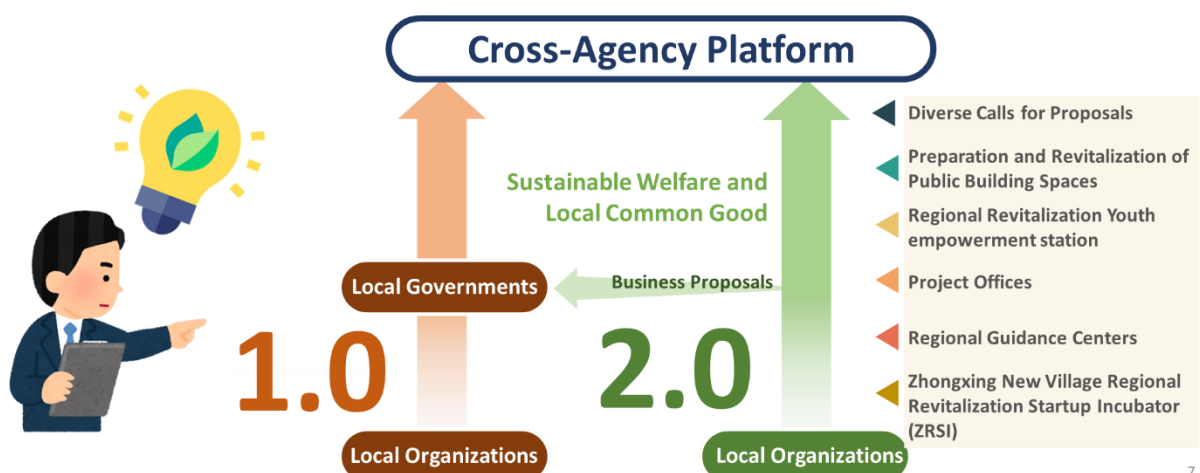 Cross-Agency Platform
Sustainable Welfare and
Local Common Good
Local Governments
Business Proposals
1.0
2.0
Local Organizations
Local Organizations
Diverse Calls for Proposals
Preparation and Revitalization of
Public Building Spaces
Regional Revitalization Youth
empowerment station
Project Offices
Regional Guidance Centers
Zhongxing New Village Regional
Revitalization Startup Incubator
(ZRSI)
7